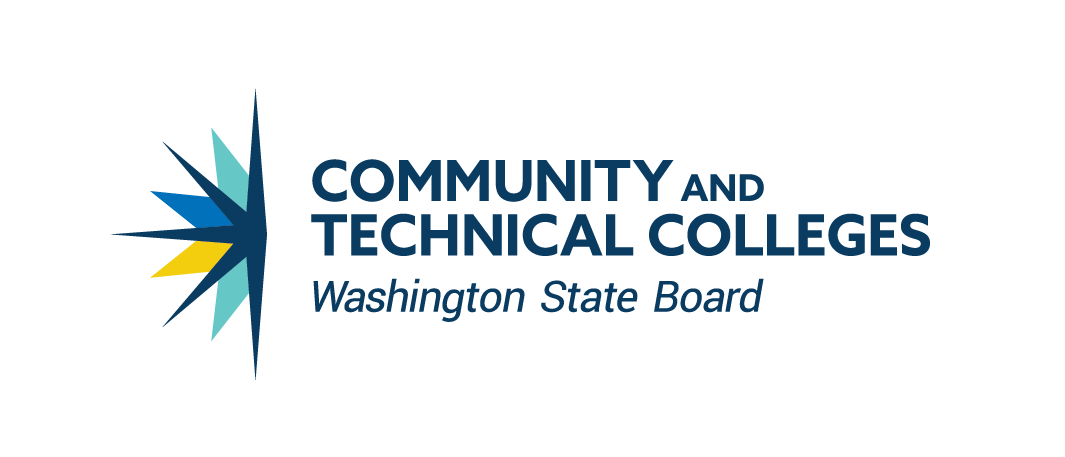 COMMUNITY AND
TECHNICAL COLLEGES
Washington State Board